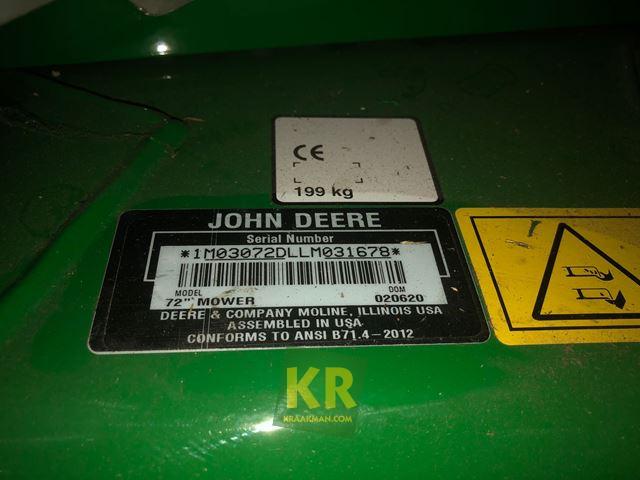 CE
199 kg
JOHN DEERE
Serial Number
*1M03072DLLM031678*
MODEL DOM
72" MOWER 020620
DEERE & COMPANY MOLINE, ILLINOIS USA
ASSEMBLED IN USA
CONFORMS TO ANSI B71.4-2012
KR
KRAAKMAN.COM